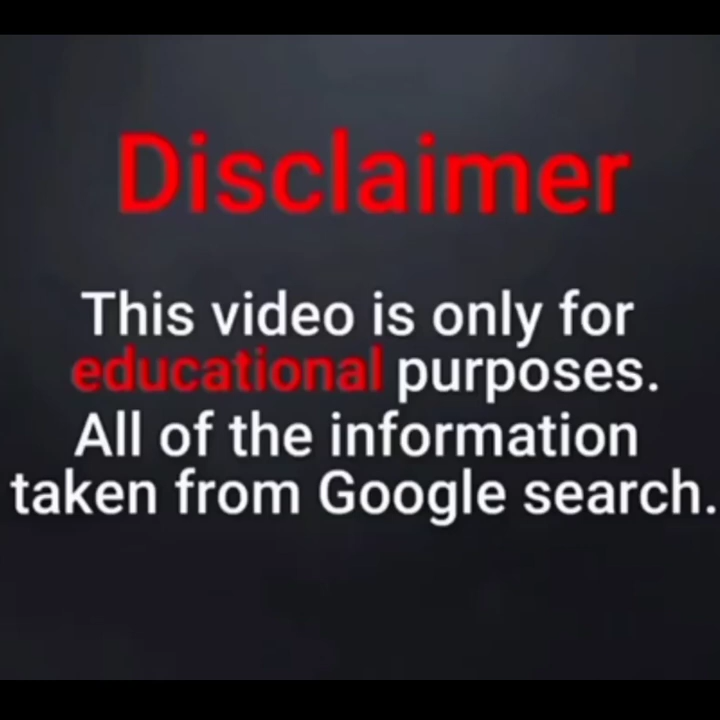 Disclaimer
This video is only for
educational purposes.
All of the information
taken from Google search.